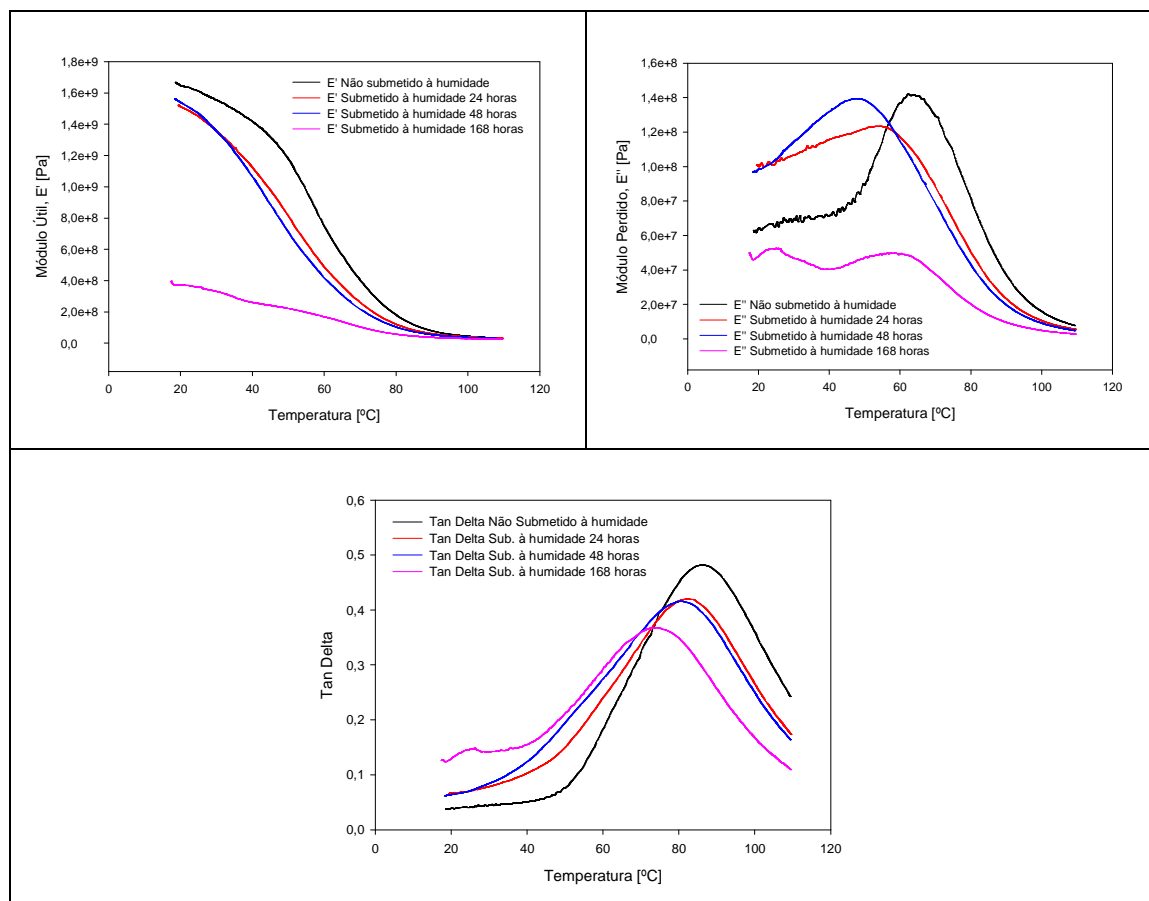 1,8e+9
1,6e+9
1,4e+9
1,2e+9
1,0e+9
8,0e+8
6,0e+8
4,0e+8
2,0e+8
0,0
Módulo Útil, E' [Pa]
E' Não submetido à humidade
E' Submetido à humidade 24 horas
E' Submetido à humidade 48 horas
E' Submetido à humidade 168 horas
0 20 40 60 80 100 120
Temperatura [ºC]
1,6e+8
1,4e+8
1,2e+8
1,0e+8
8,0e+7
6,0e+7
4,0e+7
2,0e+7
0,0
Módulo Perdido, E'' [Pa]
E'' Não submetido à humidade
E'' Submetido à humidade 24 horas
E'' Submetido à humidade 48 horas
E'' Submetido à humidade 168 horas
0 20 40 60 80 100 120
Temperatura [ºC]
0,6
0,5
0,4
0,3
0,2
0,1
0,0
Tan Delta
Tan Delta Não Submetido à humidade
Tan Delta Sub. à humidade 24 horas
Tan Delta Sub. à humidade 48 horas
Tan Delta Sub. à humidade 168 horas
0 20 40 60 80 100 120
Temperatura [ºC]